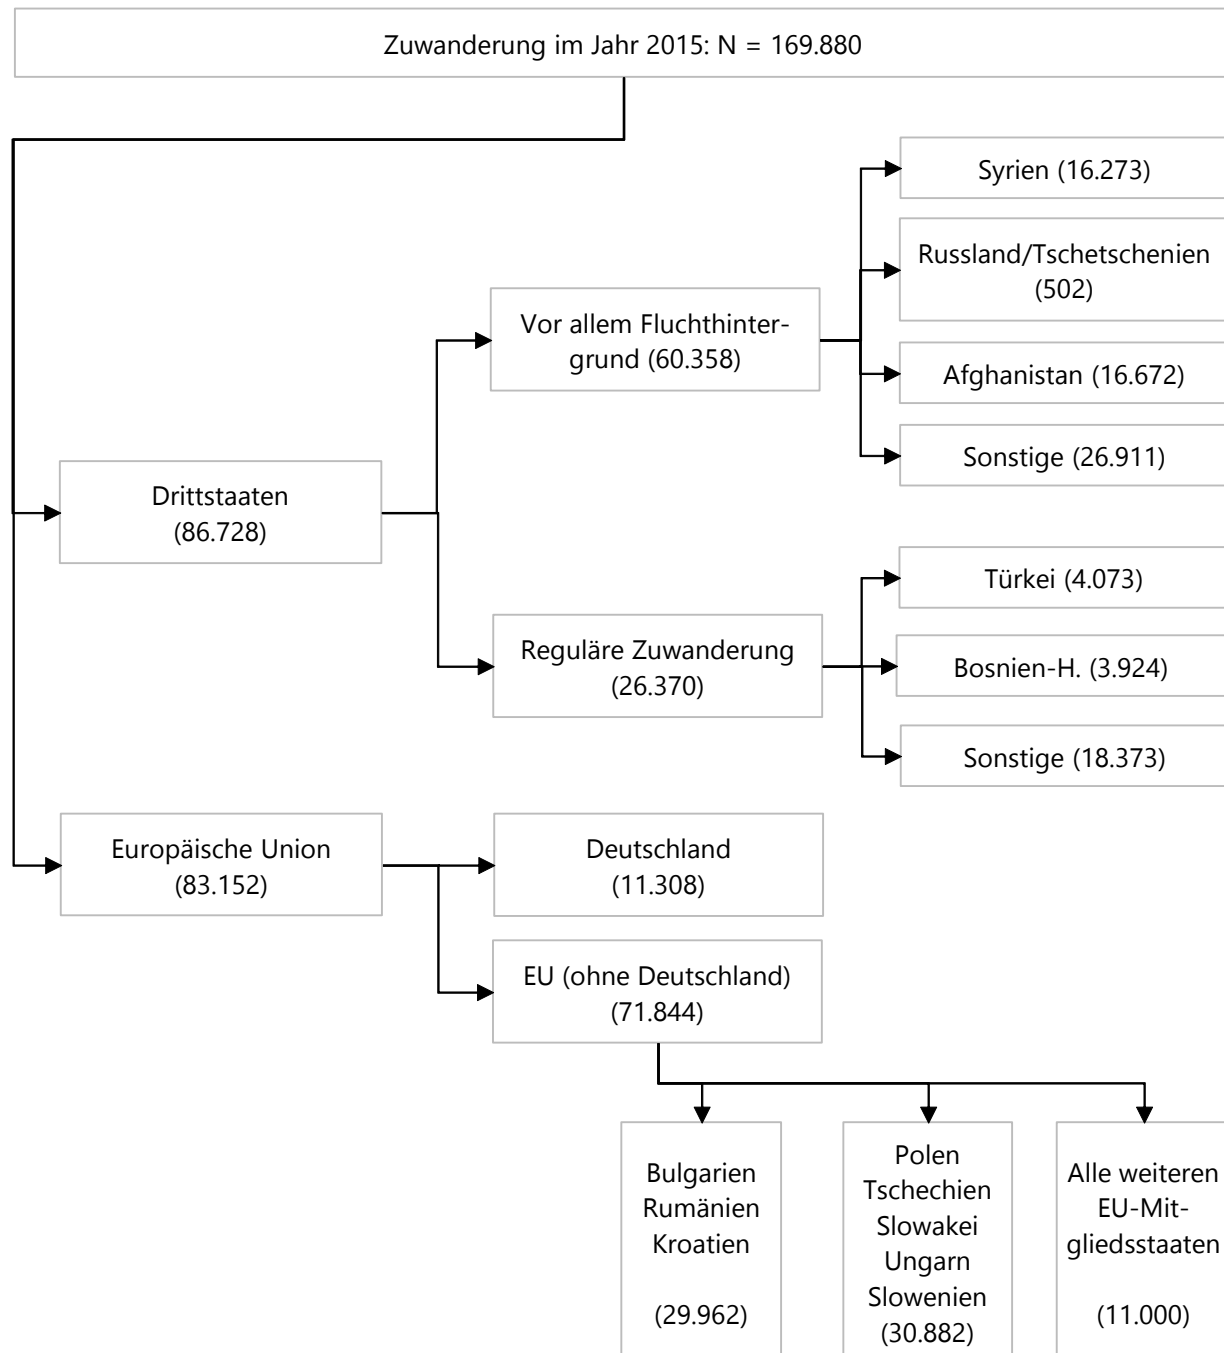 Zuwanderung im Jahr 2015: N = 169.880
Syrien (16.273)
Russland/Tschetschenien
(502)
Vor allem Fluchthinter-
grund (60.358)
Afghanistan (16.672)
Sonstige (26.911)
Drittstaaten
(86.728)
Türkei (4.073)
Reguläre Zuwanderung
(26.370)
Bosnien-H. (3.924)
Sonstige (18.373)
Europäische Union
(83.152)
Deutschland
(11.308)
EU (ohne Deutschland)
(71.844)
Bulgarien
Rumänien
Kroatien
(29.962)
Polen
Tschechien
Slowakei
Ungarn
Slowenien
(30.882)
Alle weiteren
EU-Mit-
gliedsstaaten
(11.000)